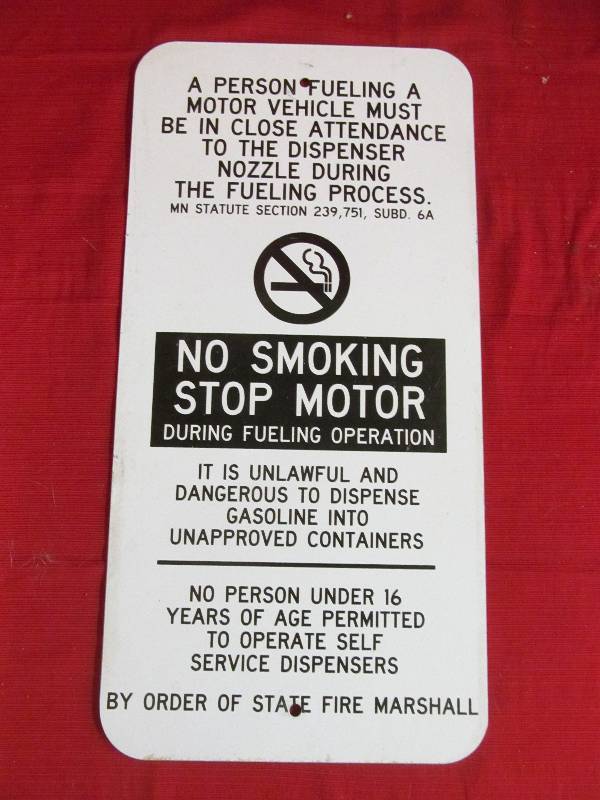 A PERSON FUELING A
MOTOR VEHICLE MUST
BE IN CLOSE ATTENDANCE
TO THE DISPENSER
NOZZLE DURING
THE FUELING PROCESS.
MN STATUTE SECTION 239,751, SUBD. 6A
NO SMOKING
STOP MOTOR
DURING FUELING OPERATION
IT IS UNLAWFUL AND
DANGEROUS TO DISPENSE
GASOLINE INTO
UNAPPROVED CONTAINERS
NO PERSON UNDER 16
YEARS OF AGE PERMITTED
TO OPERATE SELF
SERVICE DISPENSERS
BY ORDER OF STATE FIRE MARSHALL